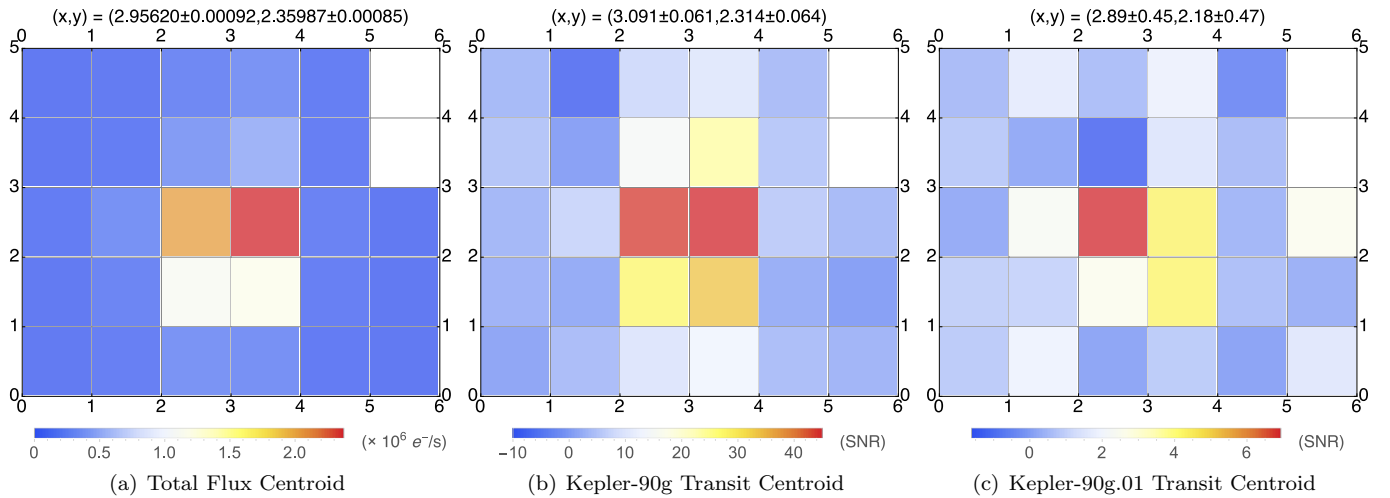 (x,y) = (2.95620±0.00092,2.35987±0.00085)
0 1 2 3 4 5 6
5 5
4 4
3 3
2 2
1 1
0 0
0 1 2 3 4 5 6
0 0.5 1.0 1.5 2.0 (× 10⁶ e⁻/s)
(a) Total Flux Centroid
(x,y) = (3.091±0.061,2.314±0.064)
0 1 2 3 4 5 6
5 5
4 4
3 3
2 2
1 1
0 0
0 1 2 3 4 5 6
−10 0 10 20 30 40 (SNR)
(b) Kepler-90g Transit Centroid
(x,y) = (2.89±0.45,2.18±0.47)
0 1 2 3 4 5 6
5 5
4 4
3 3
2 2
1 1
0 0
0 1 2 3 4 5 6
0 2 4 6 (SNR)
(c) Kepler-90g.01 Transit Centroid